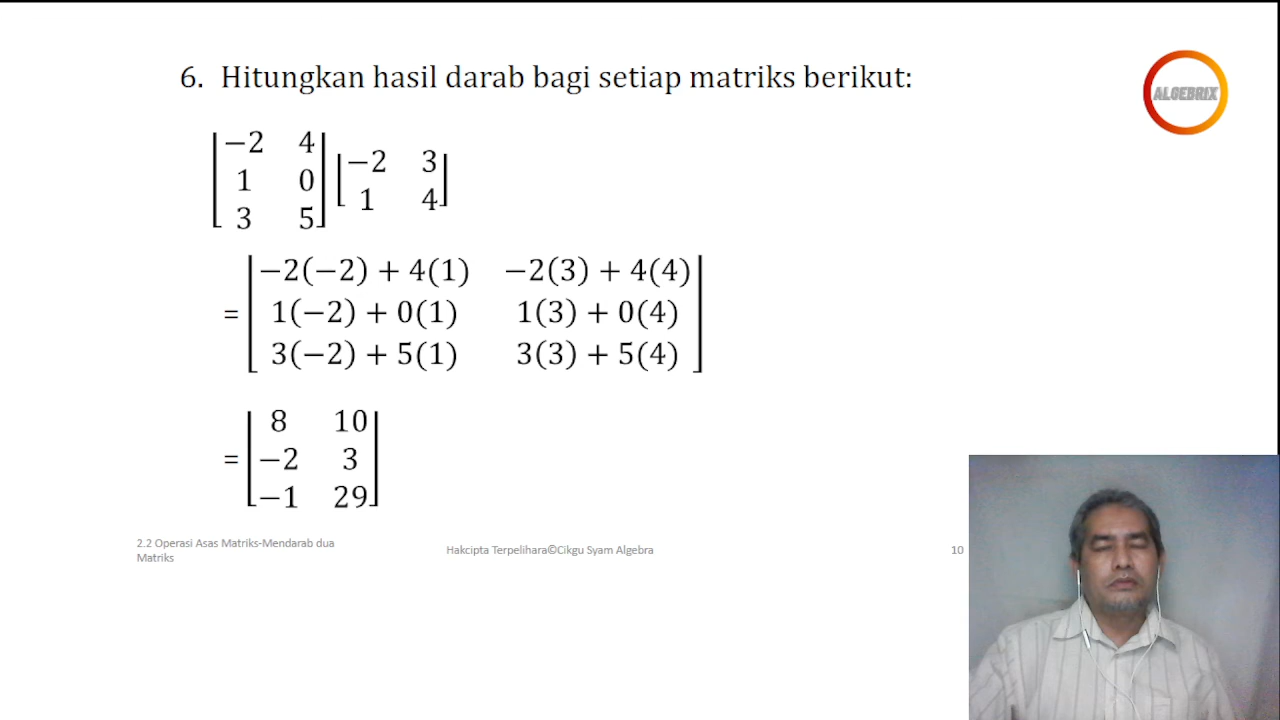 6. Hitungkan hasil darab bagi setiap matriks berikut:
ALGEBRIX
−2 4 
1 0 
3 5
−2 3
1 4
= −2(−2) + 4(1) −2(3) + 4(4)
1(−2) + 0(1) 1(3) + 0(4)
3(−2) + 5(1) 3(3) + 5(4)
= 8 10
−2 3
−1 29
2.2 Operasi Asas Matriks-Mendarab dua
Matriks
Hakcipta Terpelihara©Cikgu Syam Algebra
10